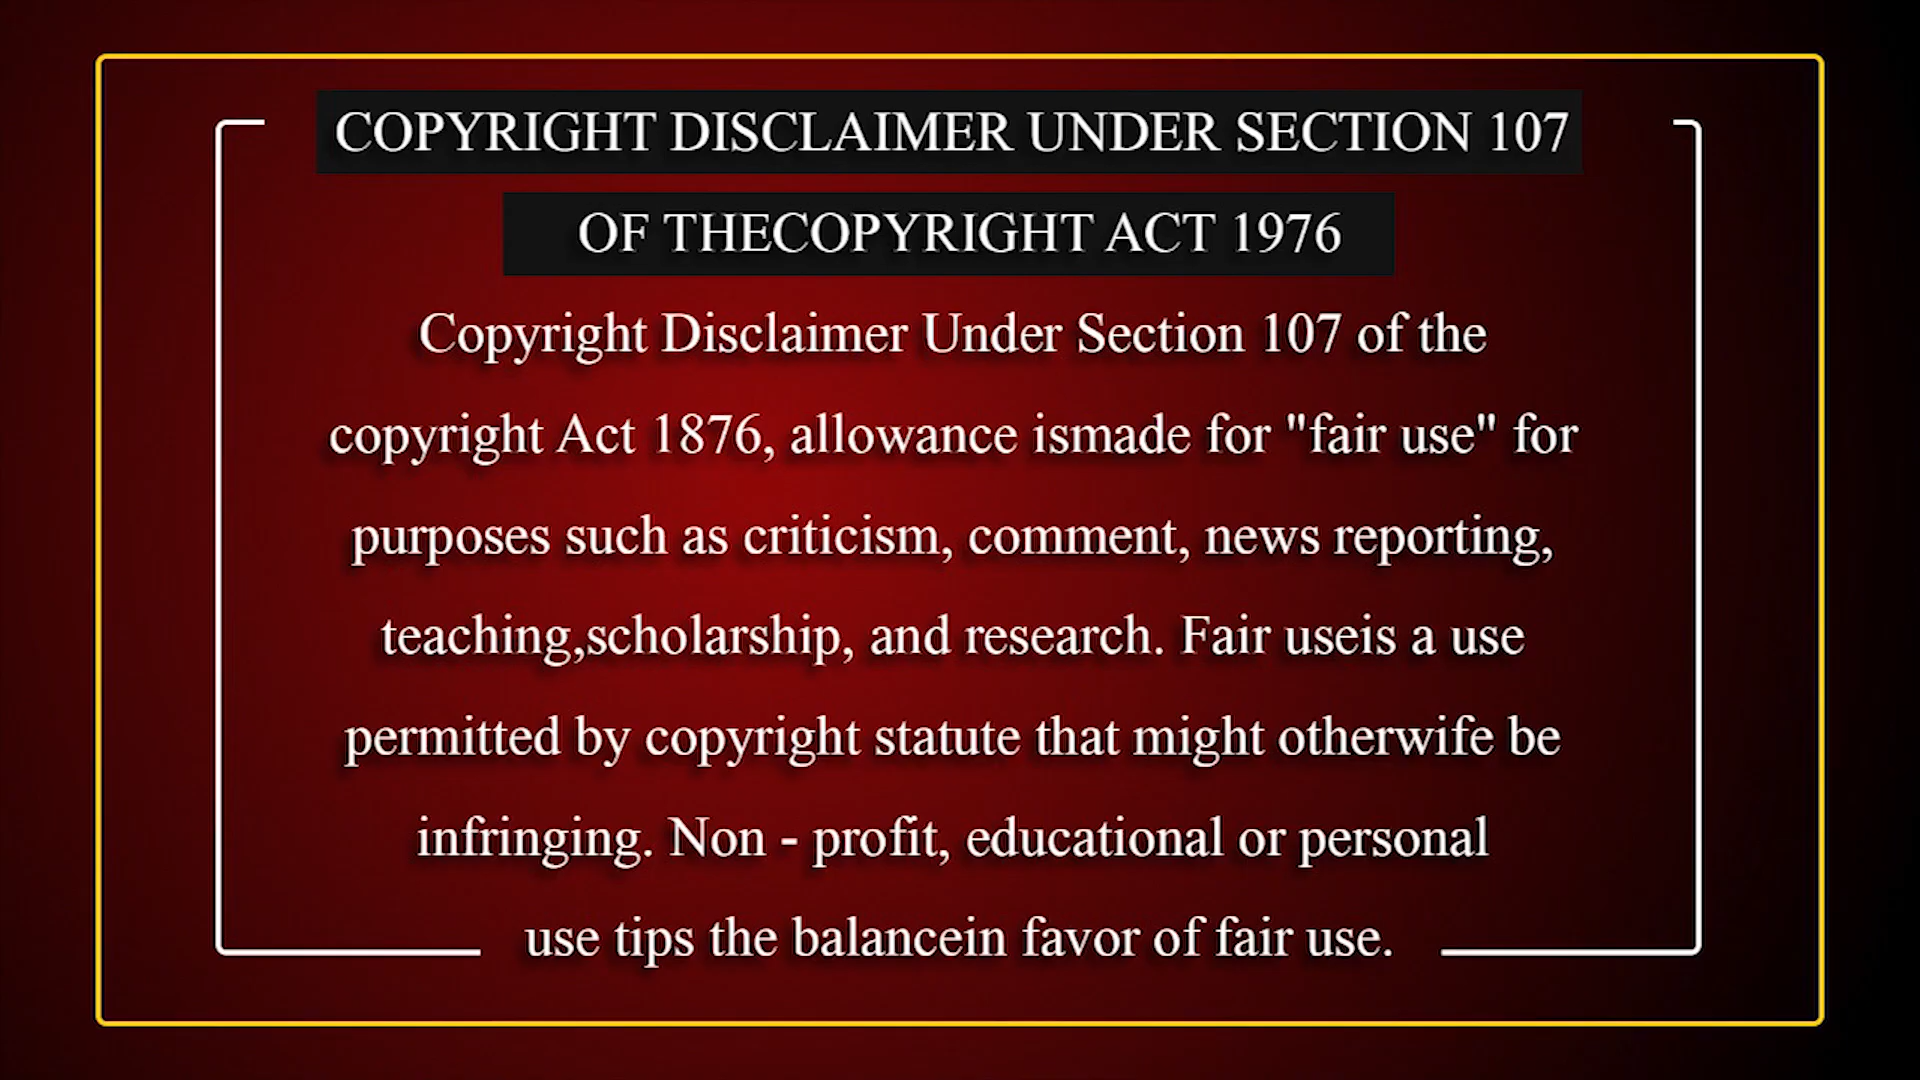 COPYRIGHT DISCLAIMER UNDER SECTION 107
OF THECOPYRIGHT ACT 1976
Copyright Disclaimer Under Section 107 of the
copyright Act 1876, allowance ismade for "fair use" for
purposes such as criticism, comment, news reporting,
teaching,scholarship, and research. Fair useis a use
permitted by copyright statute that might otherwife be
infringing. Non - profit, educational or personal
use tips the balancein favor of fair use.